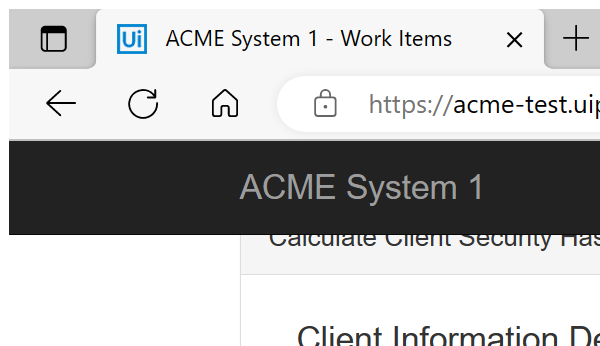 Ui ACME System 1 - Work Items
https://acme-test.uip
ACME System 1
Calculate Client Security Has
Client Information De